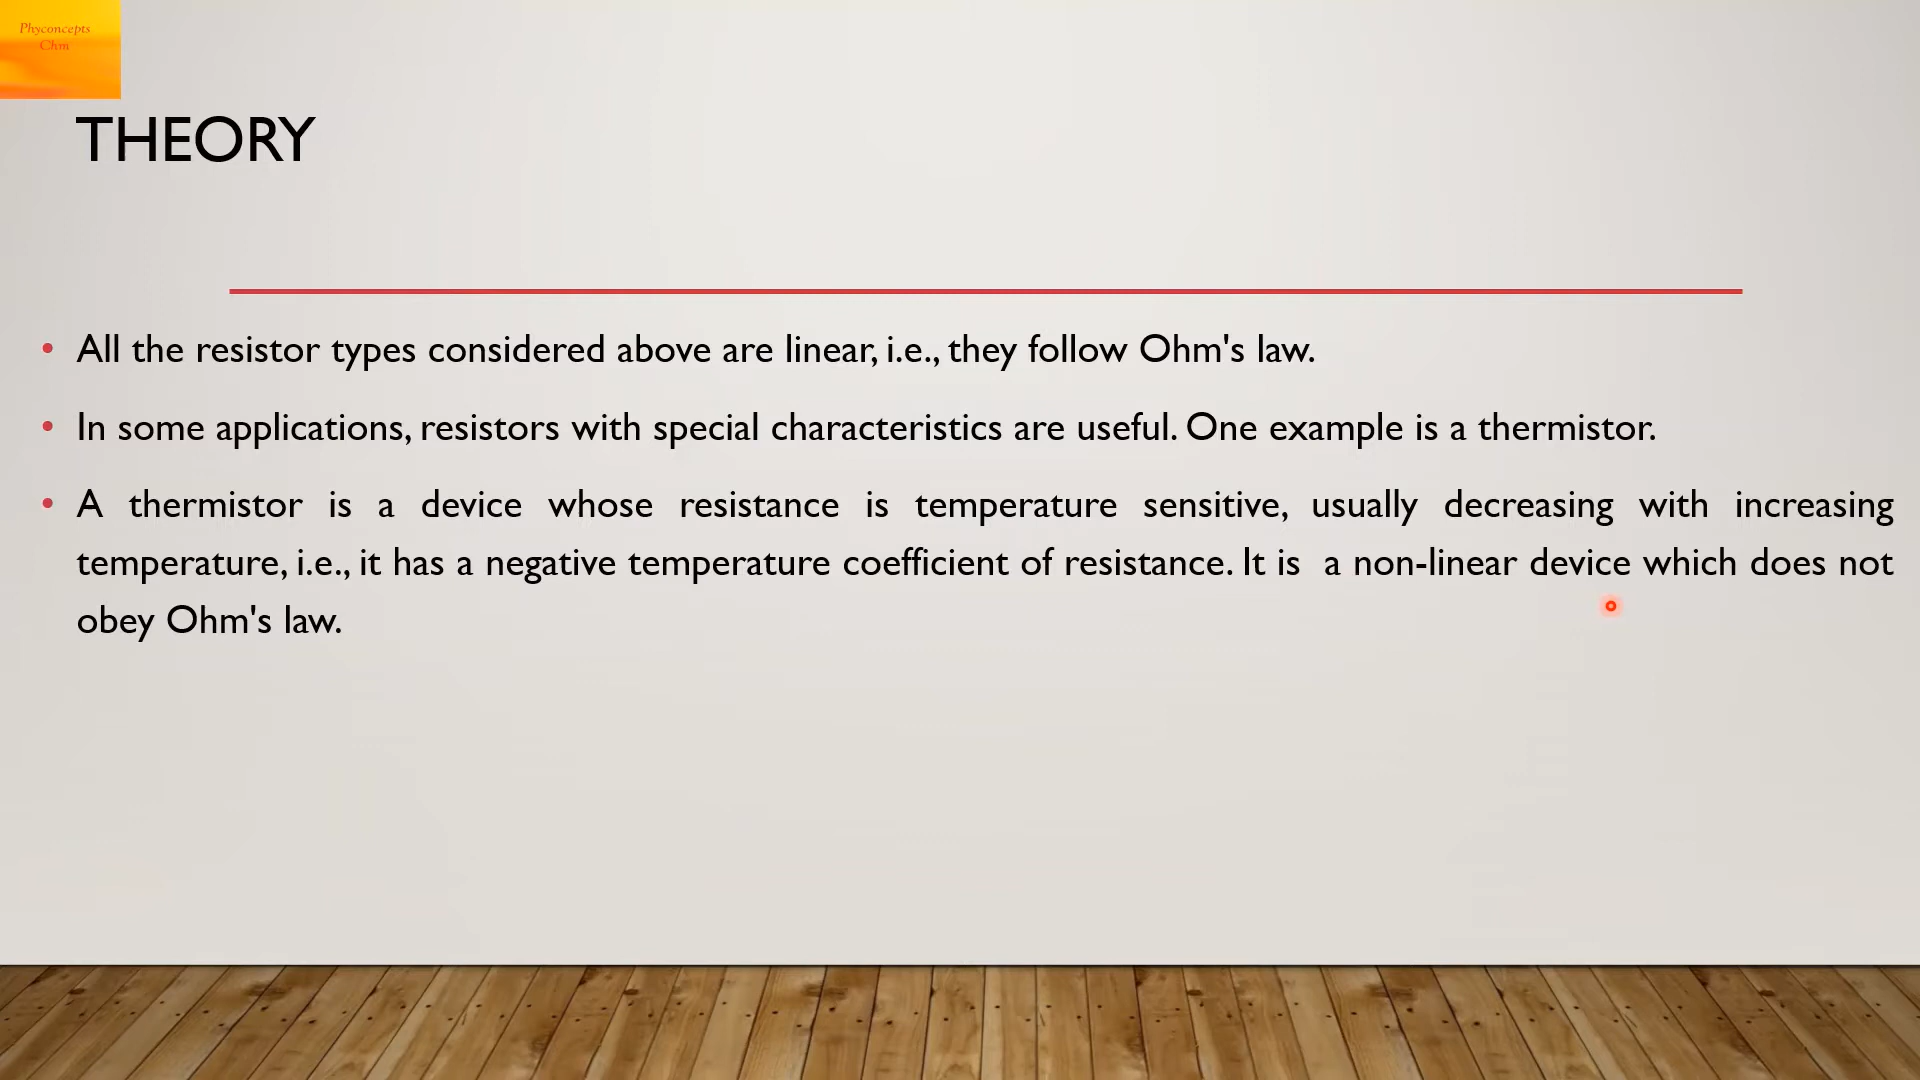 Phyconcepts
Chm
THEORY
• All the resistor types considered above are linear, i.e., they follow Ohm's law.
• In some applications, resistors with special characteristics are useful. One example is a thermistor.
• A thermistor is a device whose resistance is temperature sensitive, usually decreasing with increasing
temperature, i.e., it has a negative temperature coefficient of resistance. It is a non-linear device which does not
obey Ohm's law.